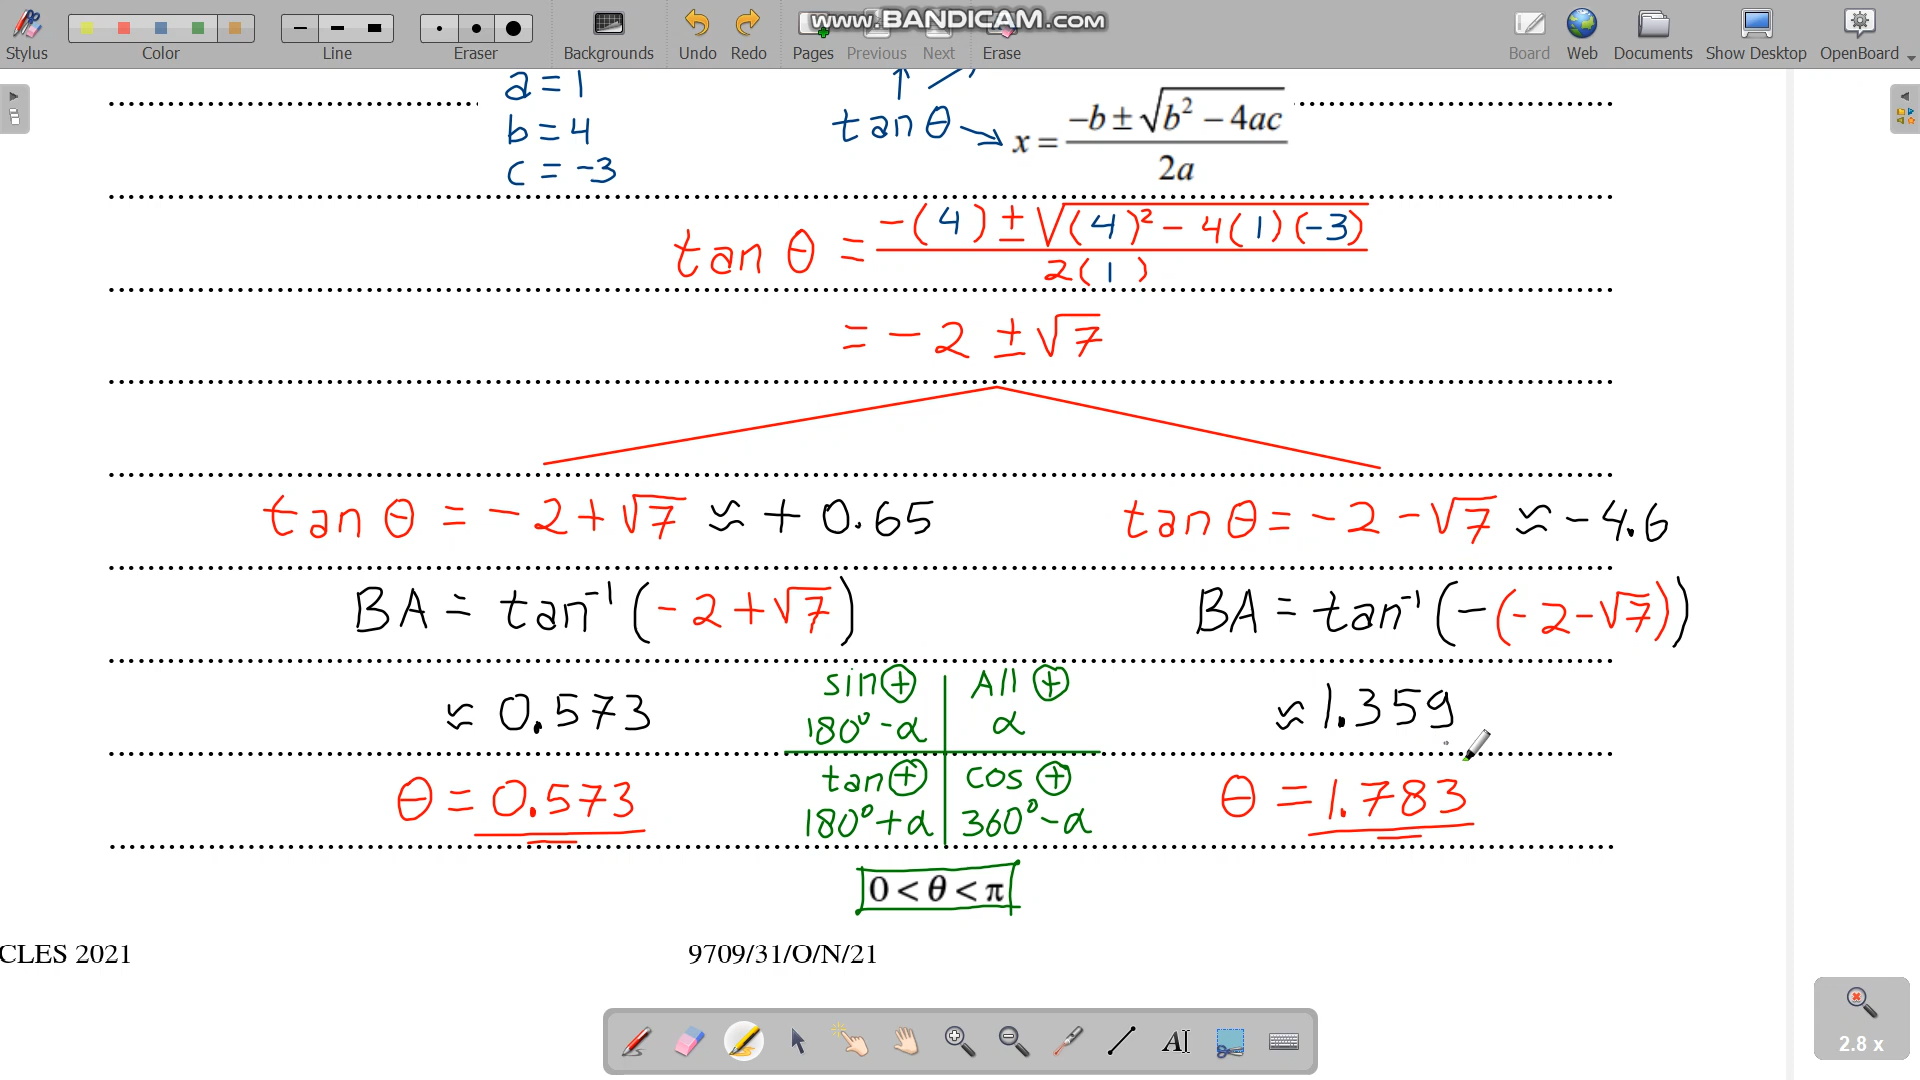 www.BANDICAM.com
Stylus Color Line Eraser Backgrounds Undo Redo Pages Previous Next Erase Board Web Documents Show Desktop OpenBoard
a = 1
b = 4
c = -3
tan θ
x = (−b ± √(b² − 4ac)) / 2a
tan θ = (−(4) ± √((4)² − 4(1)(−3))) / 2(1)
= −2 ± √7
tan θ = −2 + √7 ≈ + 0.65
tan θ = −2 − √7 ≈ −4.6
BA = tan⁻¹(−2 + √7)
BA = tan⁻¹(−(−2 − √7))
≈ 0.573
≈ 1.359
sin ⊕ All ⊕
180° − α α
tan ⊕ cos ⊕
180° + α 360° − α
θ = 0.573
θ = 1.783
0 < θ < π
CLES 2021
9709/31/O/N/21
2.8 x